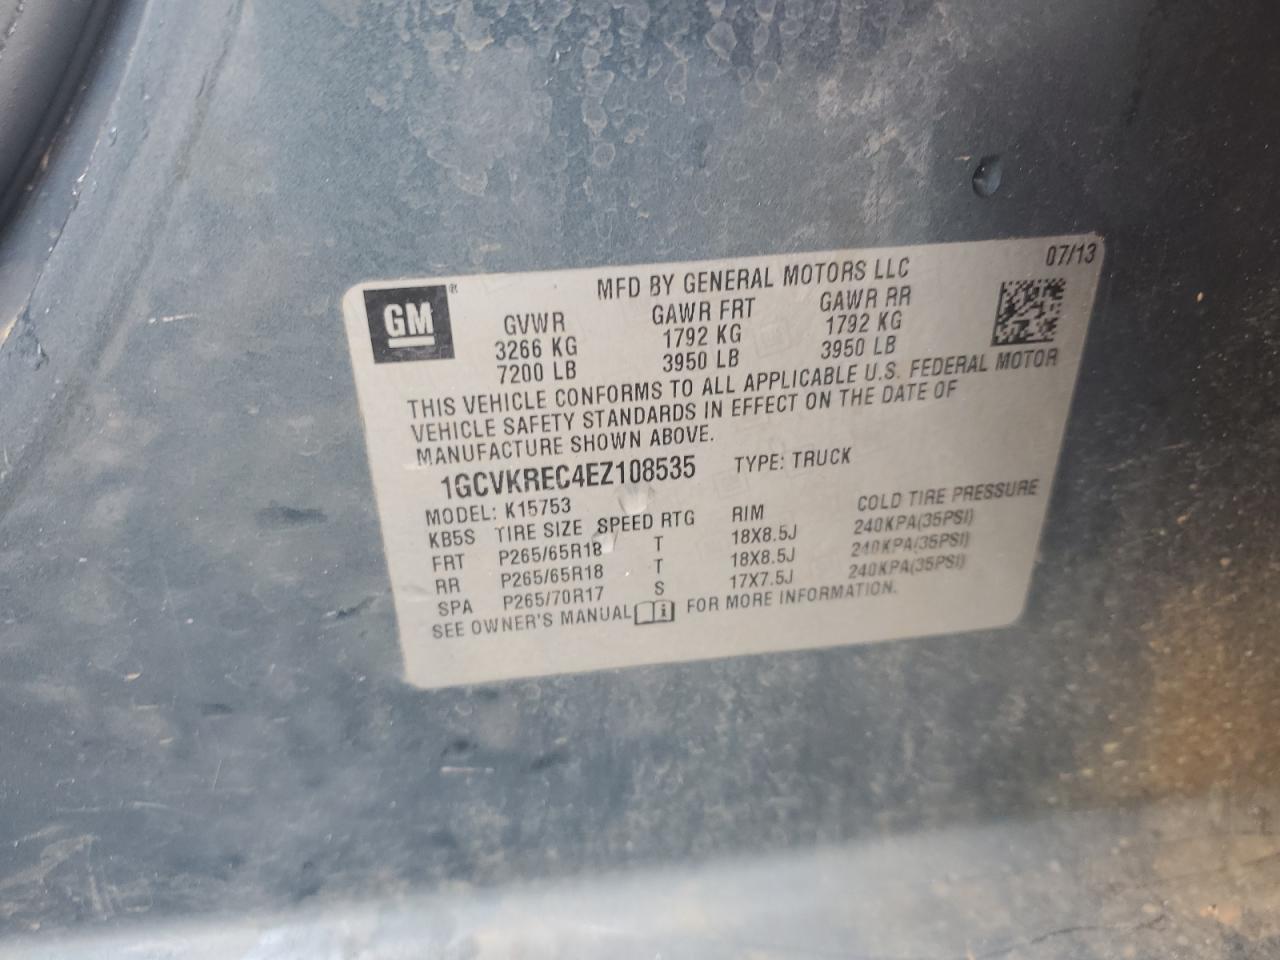 07/13
GM®
MFD BY GENERAL MOTORS LLC
GVWR GAWR FRT GAWR RR
3266 KG 1792 KG 1792 KG
7200 LB 3950 LB 3950 LB
THIS VEHICLE CONFORMS TO ALL APPLICABLE U.S. FEDERAL MOTOR
VEHICLE SAFETY STANDARDS IN EFFECT ON THE DATE OF
MANUFACTURE SHOWN ABOVE.
1GCVKREC4EZ108535 TYPE: TRUCK
MODEL: K15753
KB5S TIRE SIZE SPEED RTG RIM COLD TIRE PRESSURE
FRT P265/65R18 T 18X8.5J 240KPA(35PSI)
RR P265/65R18 T 18X8.5J 240KPA(35PSI)
SPA P265/70R17 S 17X7.5J 240KPA(35PSI)
SEE OWNER'S MANUAL i FOR MORE INFORMATION.